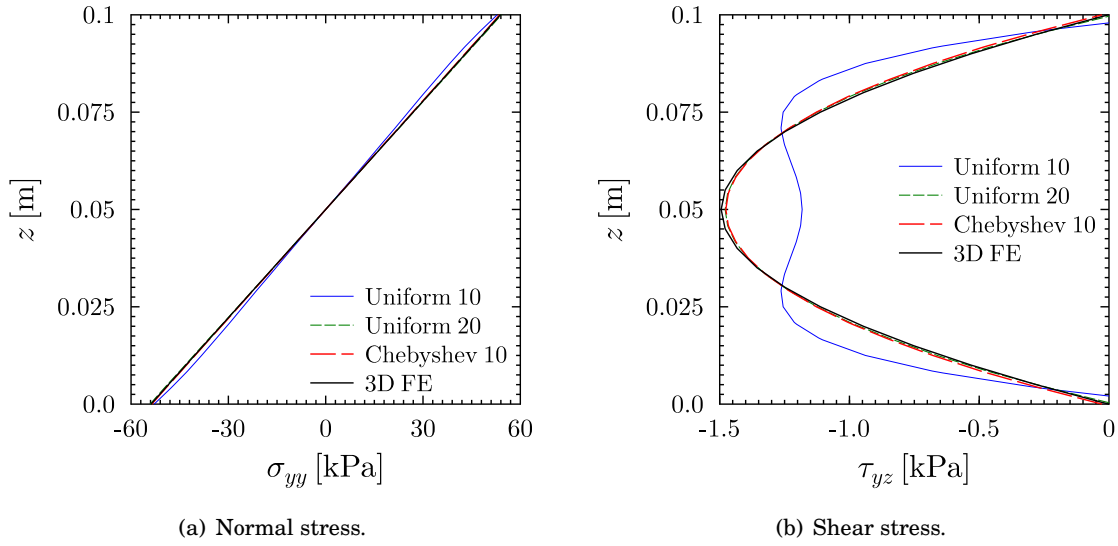 0.1
0.075
0.05
0.025
0.0
z [m]
-60
-30
0
30
60
σyy [kPa]
Uniform 10
Uniform 20
Chebyshev 10
3D FE
(a) Normal stress.
0.1
0.075
0.05
0.025
0.0
z [m]
-1.5
-1.0
-0.5
0
τyz [kPa]
Uniform 10
Uniform 20
Chebyshev 10
3D FE
(b) Shear stress.